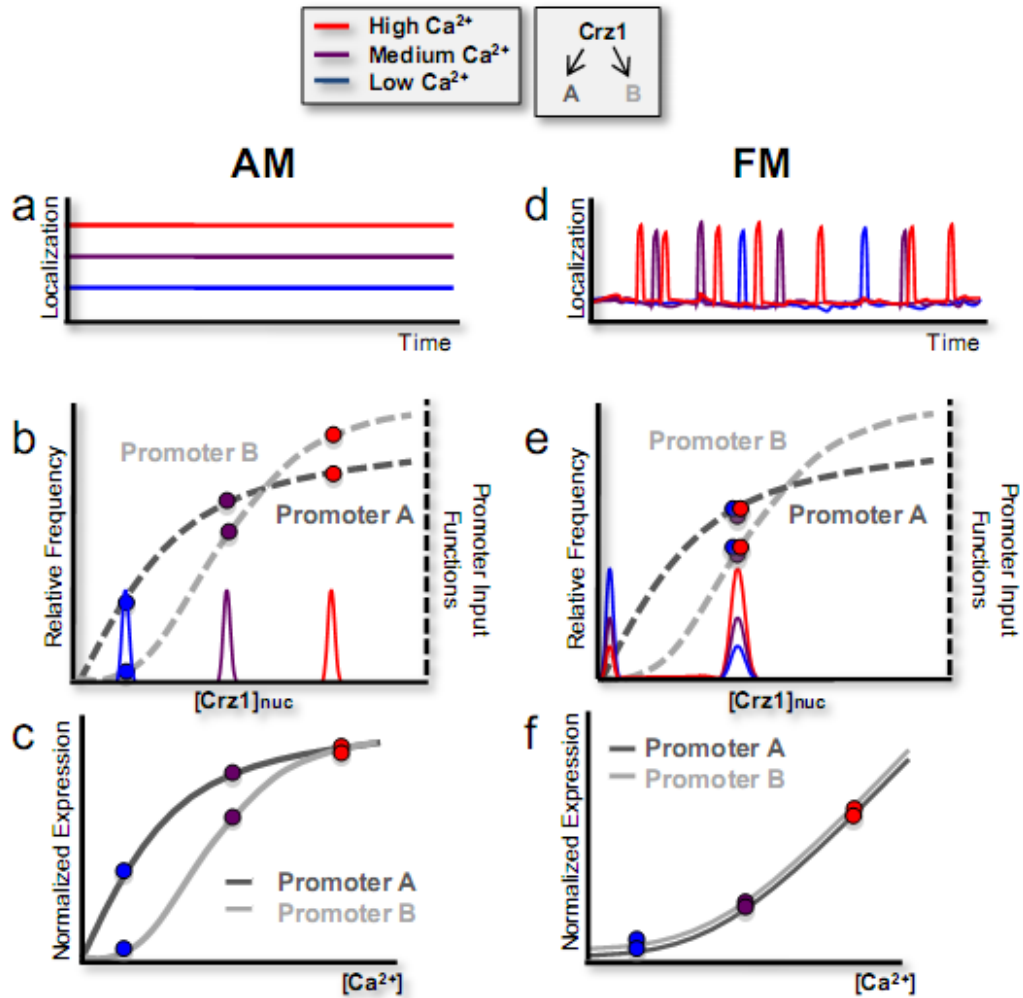 High Ca²⁺
Medium Ca²⁺
Low Ca²⁺
Crz1
A B
AM
FM
a
Localization
Time
d
Localization
Time
b
Relative Frequency
Promoter B
Promoter A
Promoter Input
Functions
[Crz1]nuc
e
Relative Frequency
Promoter B
Promoter A
Promoter Input
Functions
[Crz1]nuc
c
Normalized Expression
Promoter A
Promoter B
[Ca²⁺]
f
Normalized Expression
Promoter A
Promoter B
[Ca²⁺]